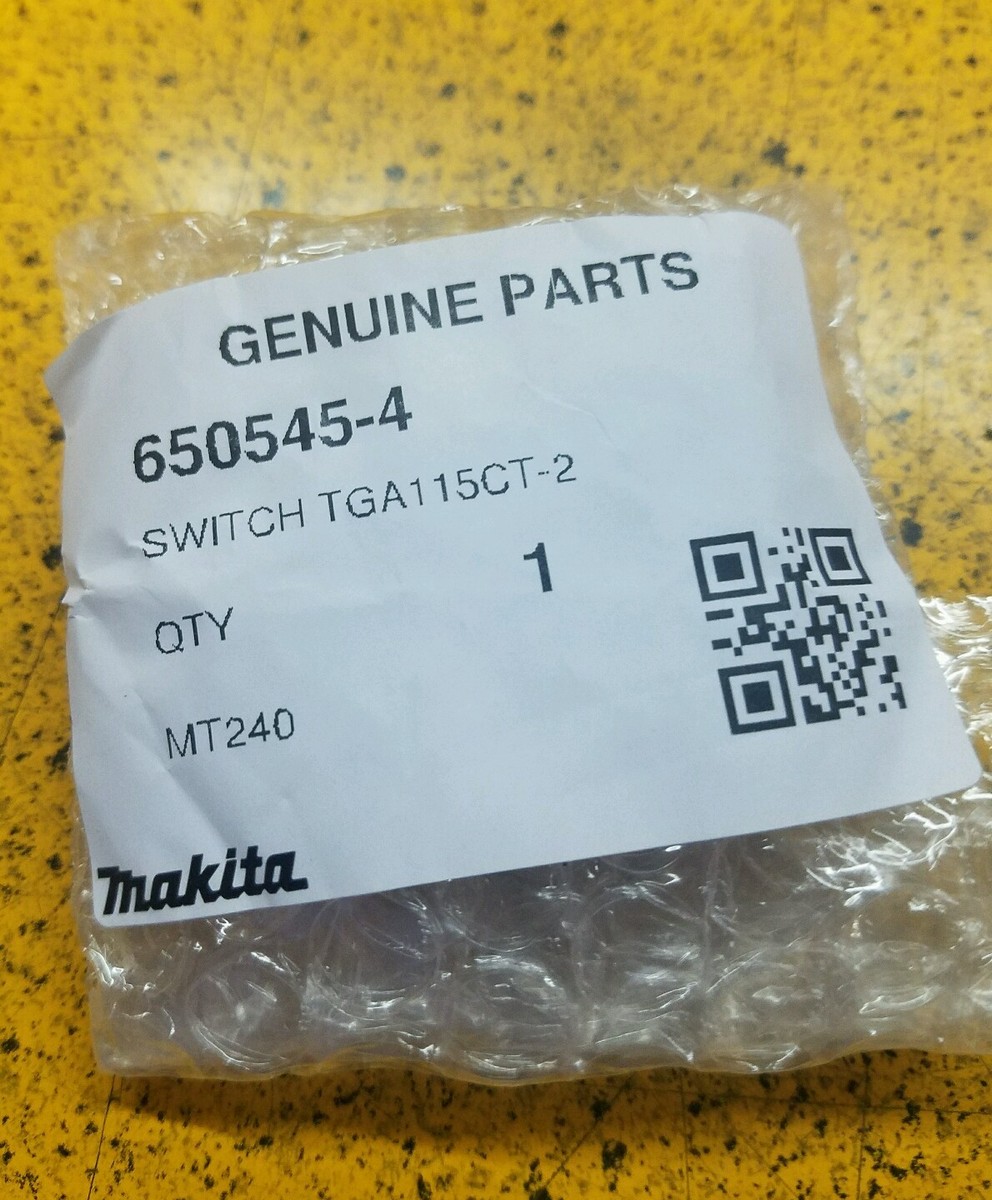 GENUINE PARTS
650545-4
SWITCH TGA115CT-2
QTY 1
MT240
makita